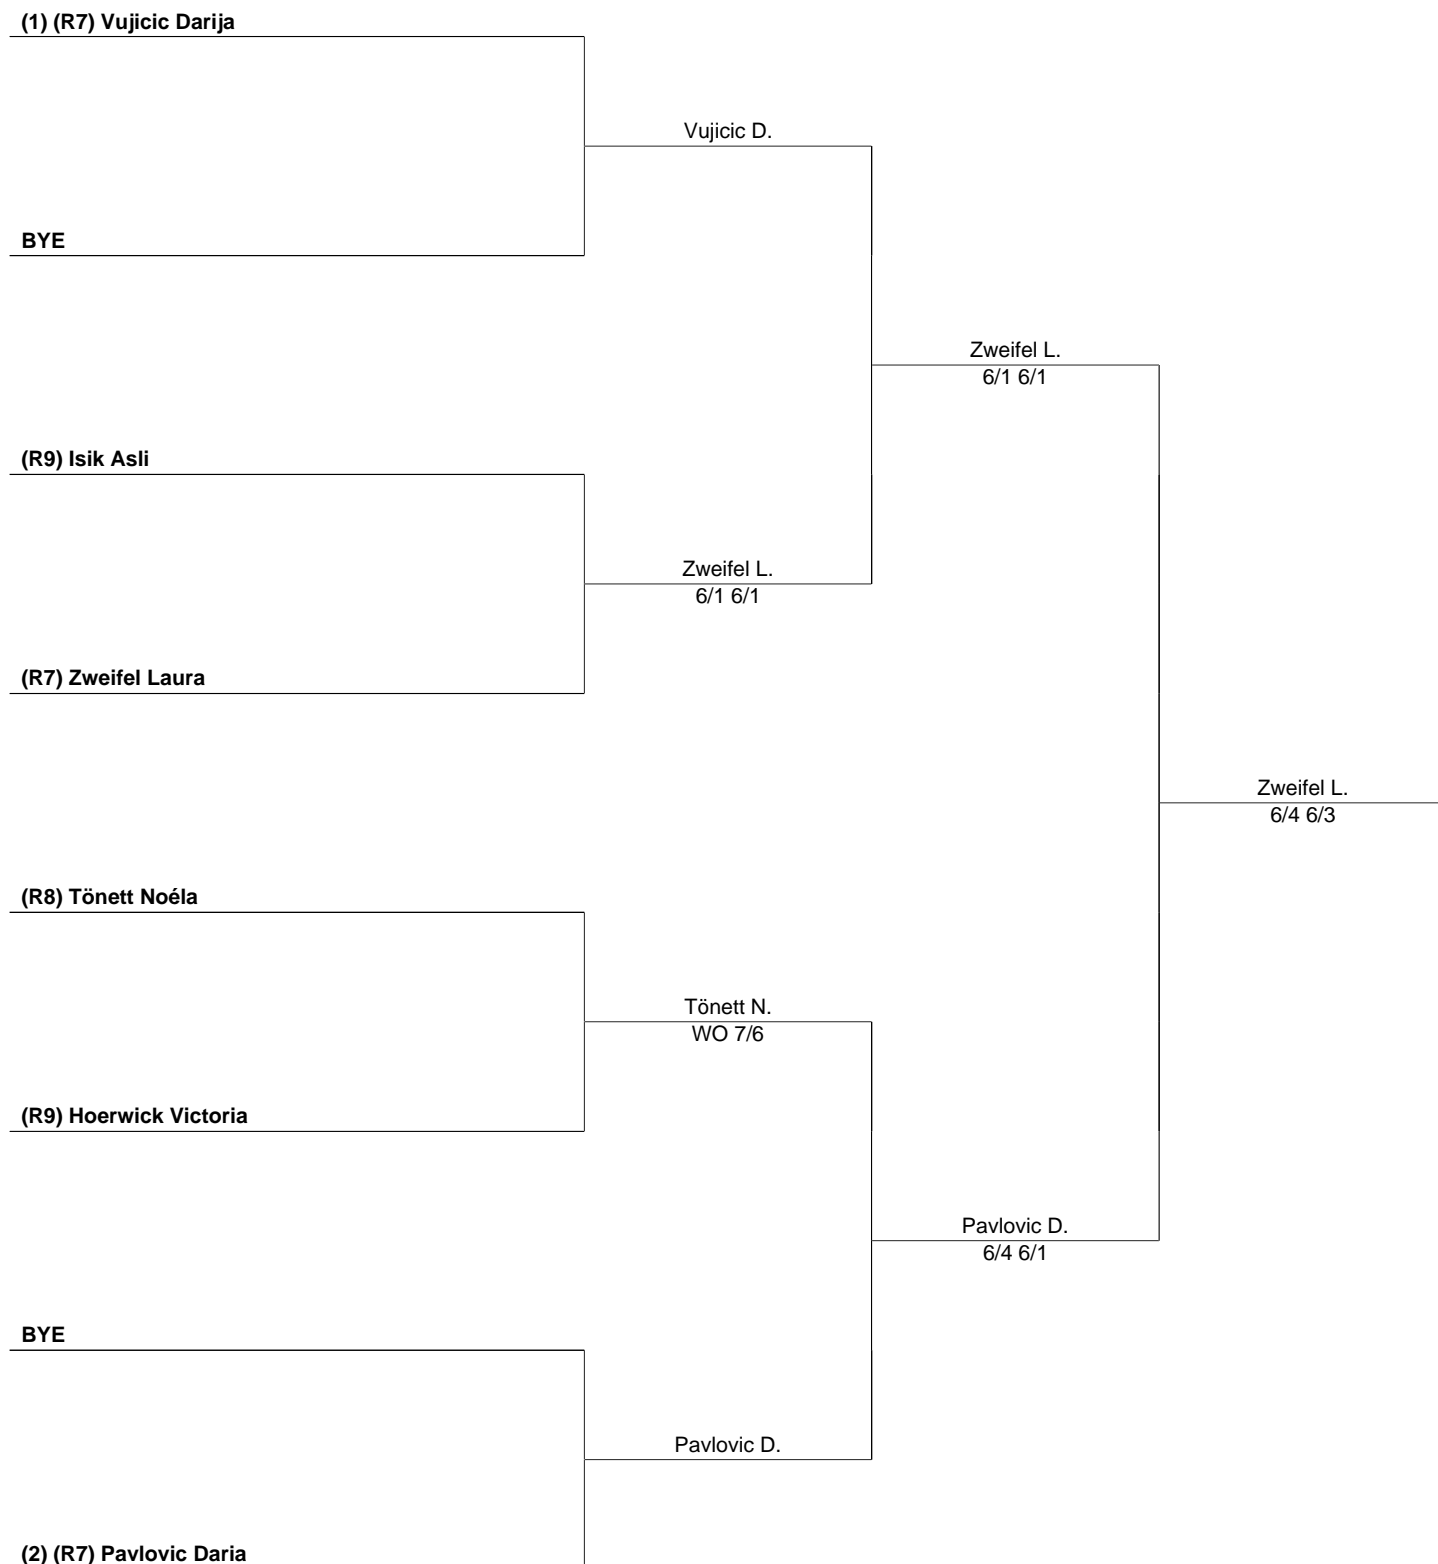 (1) (R7) Vujicic Darija
Vujicic D.
BYE
Zweifel L.
6/1 6/1
(R9) Isik Asli
Zweifel L.
6/1 6/1
(R7) Zweifel Laura
Zweifel L.
6/4 6/3
(R8) Tönett Noéla
Tönett N.
WO 7/6
(R9) Hoerwick Victoria
Pavlovic D.
6/4 6/1
BYE
Pavlovic D.
(2) (R7) Pavlovic Daria